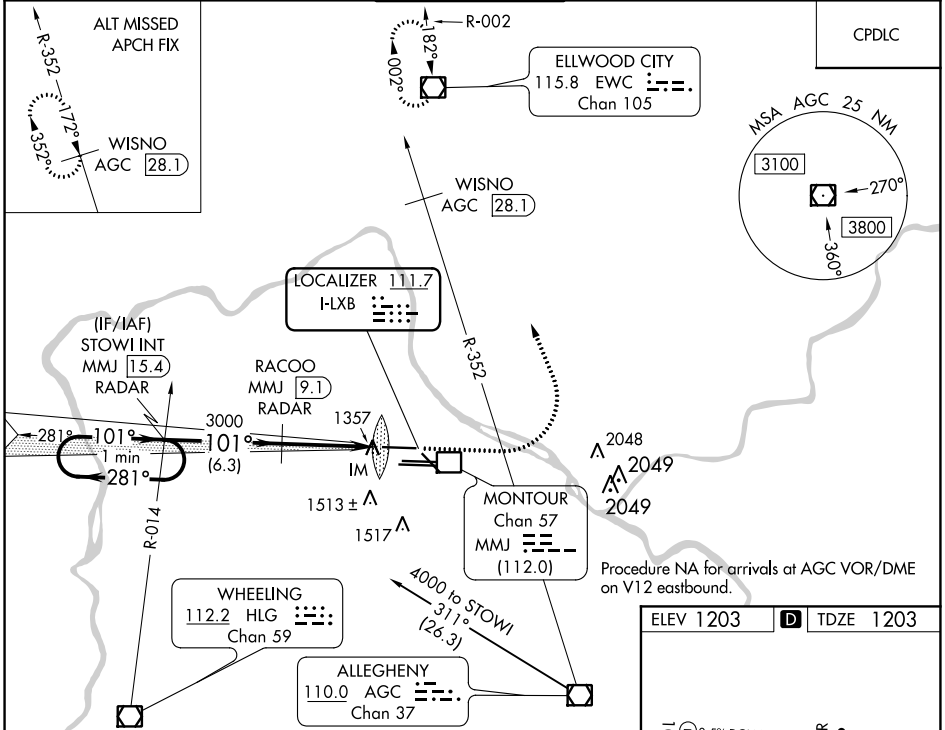 ALT MISSED
APCH FIX
R-352
172°
352°
WISNO
AGC 28.1
R-002
182°
002°
ELLWOOD CITY
115.8 EWC
Chan 105
CPDLC
MSA AGC 25 NM
3100
270°
3800
360°
WISNO
AGC 28.1
LOCALIZER 111.7
I-LXB
R-352
(IF/IAF)
STOWI INT
MMJ 15.4
RADAR
RACOO
MMJ 9.1
RADAR
1357
3000
281°
101°
101°
(6.3)
1 min
281°
IM
2048
2049
2049
1513 ±
1517
MONTOUR
Chan 57
MMJ
(112.0)
R-014
Procedure NA for arrivals at AGC VOR/DME
on V12 eastbound.
4000 to STOWI
311°
(26.3)
WHEELING
112.2 HLG
Chan 59
ALLEGHENY
110.0 AGC
Chan 37
ELEV 1203
D
TDZE 1203